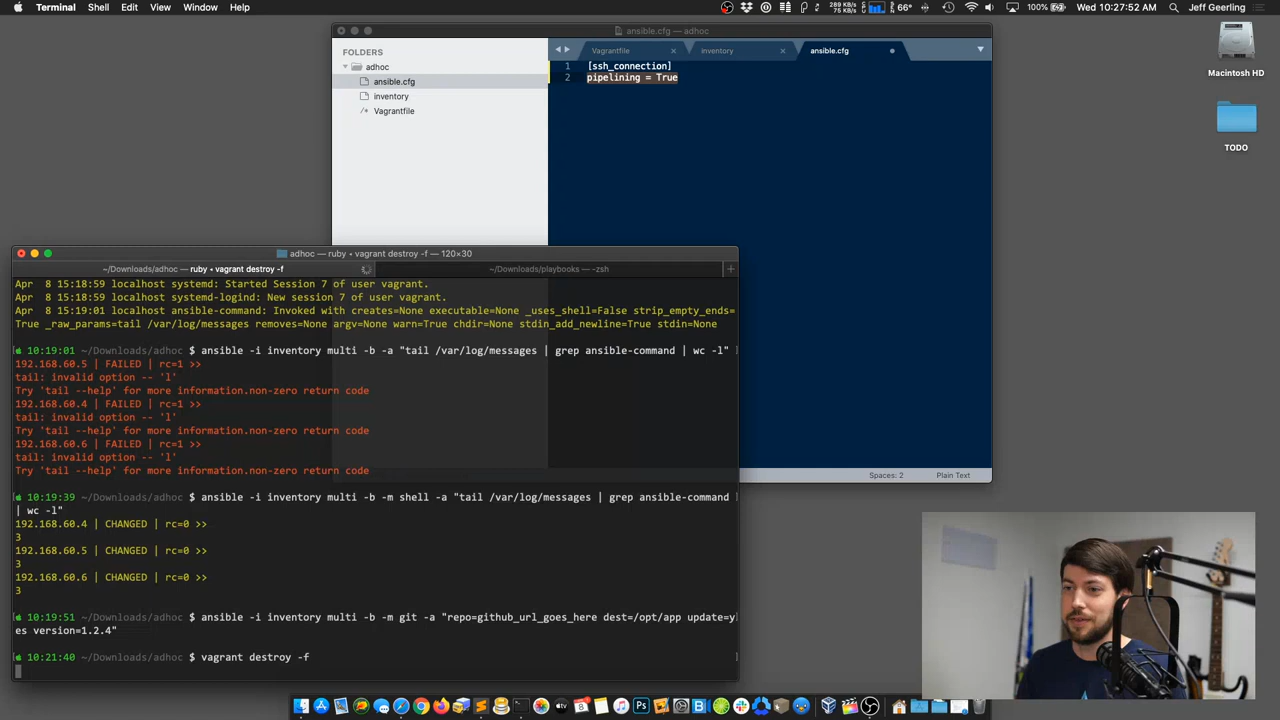 Terminal Shell Edit View Window Help
289 KB/s
75 KB/s
66° 100% Wed 10:27:52 Jeff Geerling
ansible.cfg — adhoc
FOLDERS
adhoc
ansible.cfg
inventory
Vagrantfile
Vagrantfile inventory ansible.cfg
1 [ssh_connection]
2 pipelining = True
Spaces: 2 Plain Text
Macintosh HD
TODO
adhoc — ruby • vagrant destroy -f — 120×30
~/Downloads/adhoc — ruby • vagrant destroy -f ~/Downloads/playbooks — -zsh
Apr  8 15:18:59 localhost systemd: Started Session 7 of user vagrant.
Apr  8 15:18:59 localhost systemd-logind: New session 7 of user vagrant.
Apr  8 15:19:01 localhost ansible-command: Invoked with creates=None executable=None _uses_shell=False strip_empty_ends=
True _raw_params=tail /var/log/messages removes=None argv=None warn=True chdir=None stdin_add_newline=True stdin=None
10:19:01 ~/Downloads/adhoc $ ansible -i inventory multi -b -a "tail /var/log/messages | grep ansible-command | wc -l"
192.168.60.5 | FAILED | rc=1 >>
tail: invalid option -- 'l'
Try 'tail --help' for more information.non-zero return code
192.168.60.4 | FAILED | rc=1 >>
tail: invalid option -- 'l'
Try 'tail --help' for more information.non-zero return code
192.168.60.6 | FAILED | rc=1 >>
tail: invalid option -- 'l'
Try 'tail --help' for more information.non-zero return code
10:19:39 ~/Downloads/adhoc $ ansible -i inventory multi -b -m shell -a "tail /var/log/messages | grep ansible-command
| wc -l"
192.168.60.4 | CHANGED | rc=0 >>
3
192.168.60.5 | CHANGED | rc=0 >>
3
192.168.60.6 | CHANGED | rc=0 >>
3
10:19:51 ~/Downloads/adhoc $ ansible -i inventory multi -b -m git -a "repo=github_url_goes_here dest=/opt/app update=y
es version=1.2.4"
10:21:40 ~/Downloads/adhoc $ vagrant destroy -f